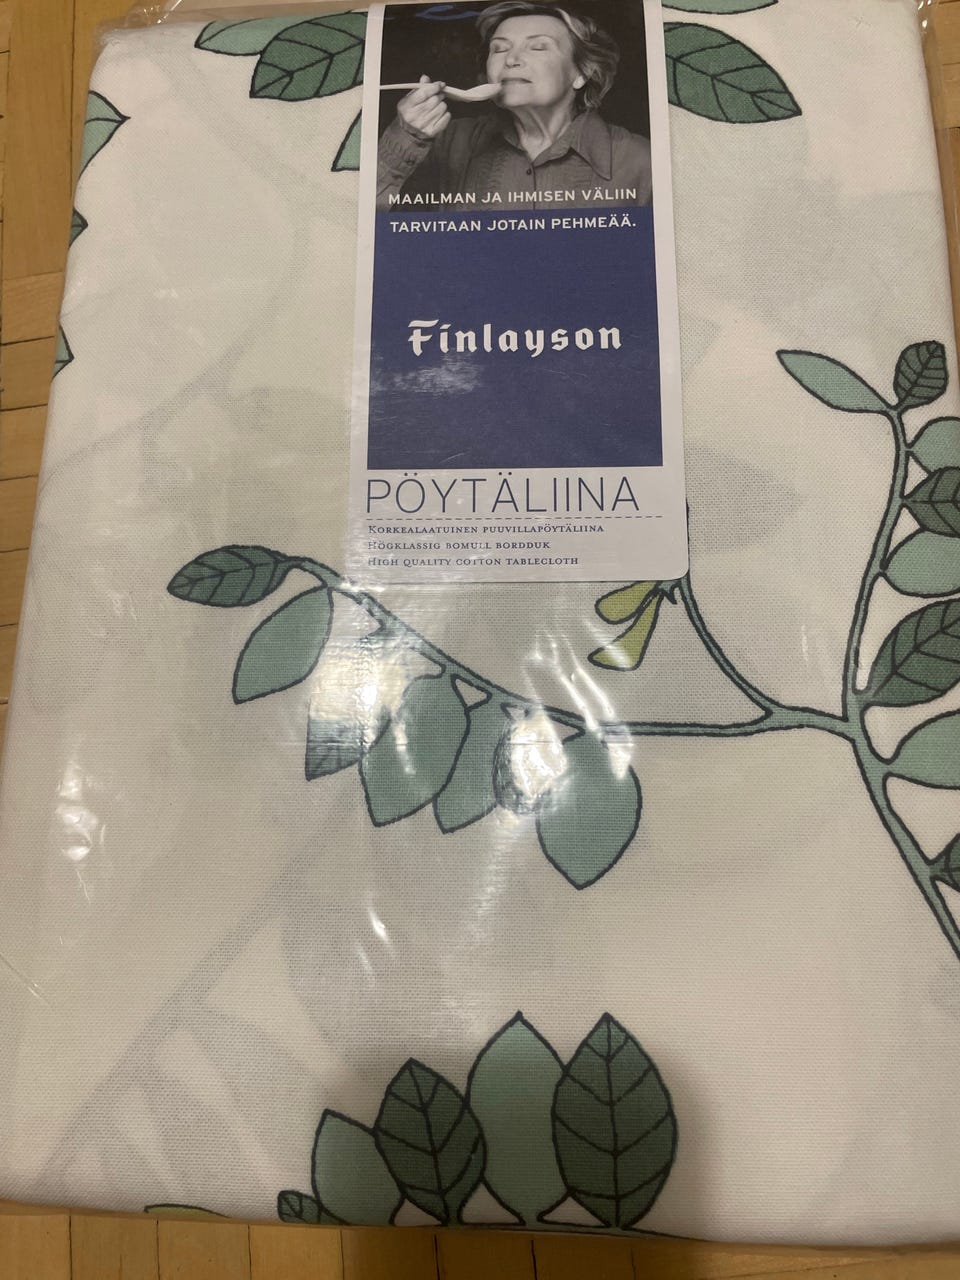 MAAILMAN JA IHMISEN VÄLIIN
TARVITAAN JOTAIN PEHMEÄÄ.
Finlayson
PÖYTÄLIINA
KORKEALAATUINEN PUUVILLAPÖYTÄLIINA
HÖGKLASSIG BOMULL BORDDUK
HIGH QUALITY COTTON TABLECLOTH